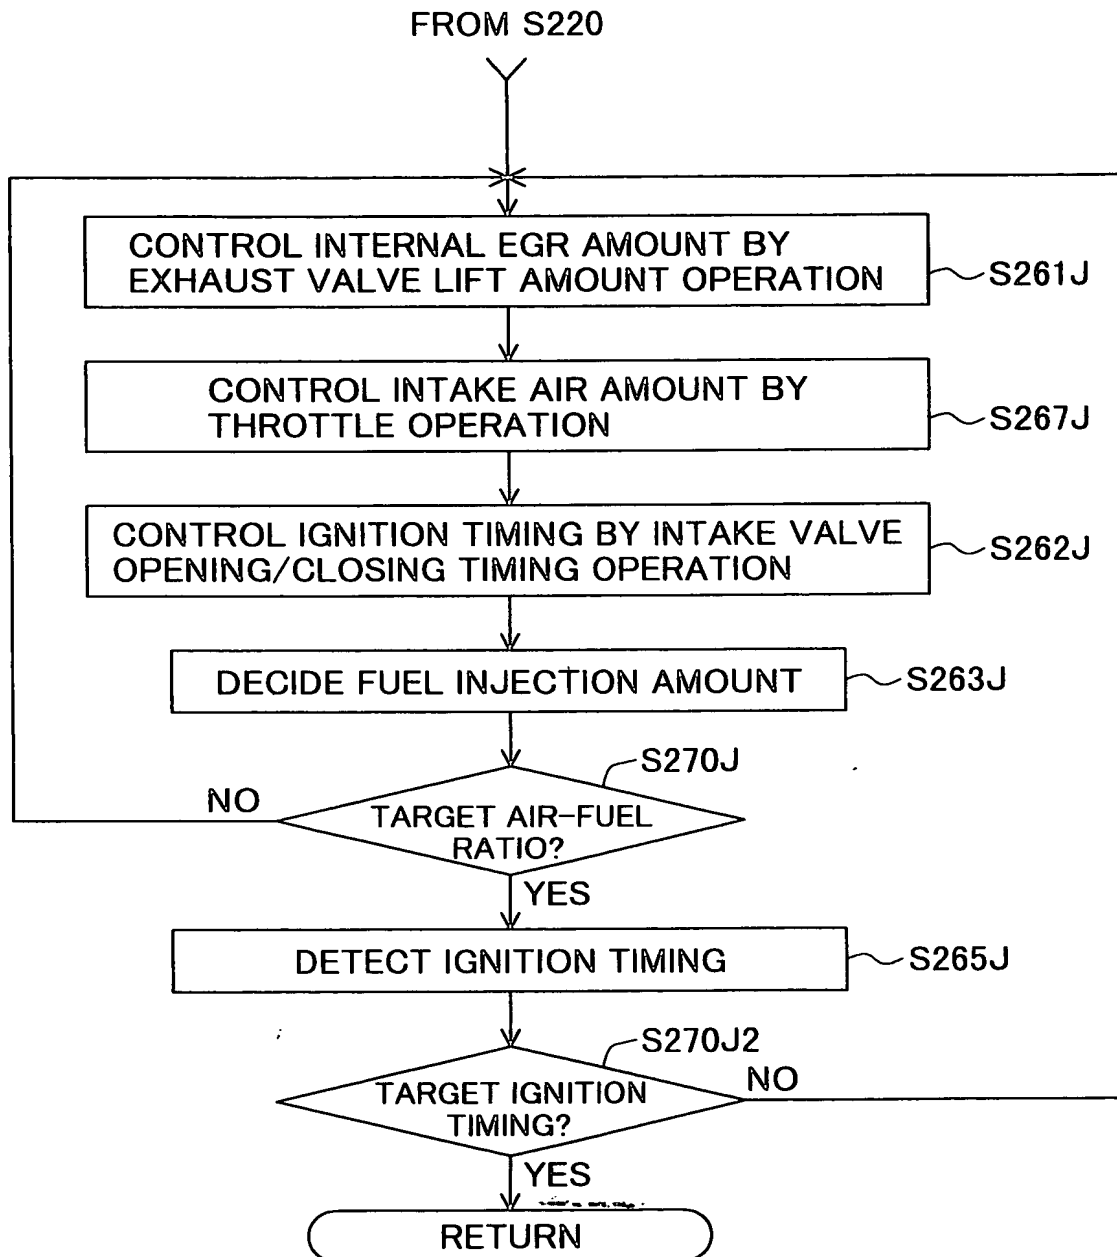 FROM S220
CONTROL INTERNAL EGR AMOUNT BY
EXHAUST VALVE LIFT AMOUNT OPERATION
S261J
CONTROL INTAKE AIR AMOUNT BY
THROTTLE OPERATION
S267J
CONTROL IGNITION TIMING BY INTAKE VALVE
OPENING/CLOSING TIMING OPERATION
S262J
DECIDE FUEL INJECTION AMOUNT
S263J
S270J
NO
TARGET AIR-FUEL
RATIO?
YES
DETECT IGNITION TIMING
S265J
S270J2
TARGET IGNITION
TIMING?
NO
YES
RETURN